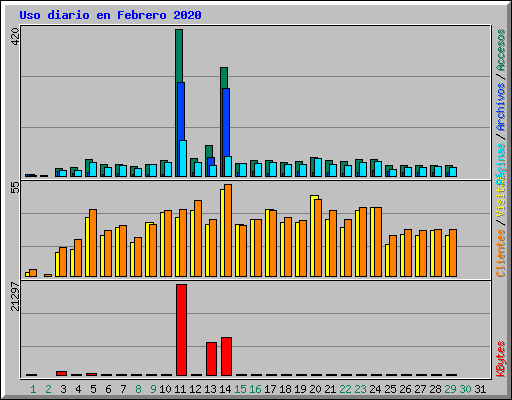 Uso diario en Febrero 2020
420
55
21297
Clientes / visitas
Páginas / Archivos / Accesos
KBytes
1 2 3 4 5 6 7 8 9 10 11 12 13 14 15 16 17 18 19 20 21 22 23 24 25 26 27 28 29 30 31